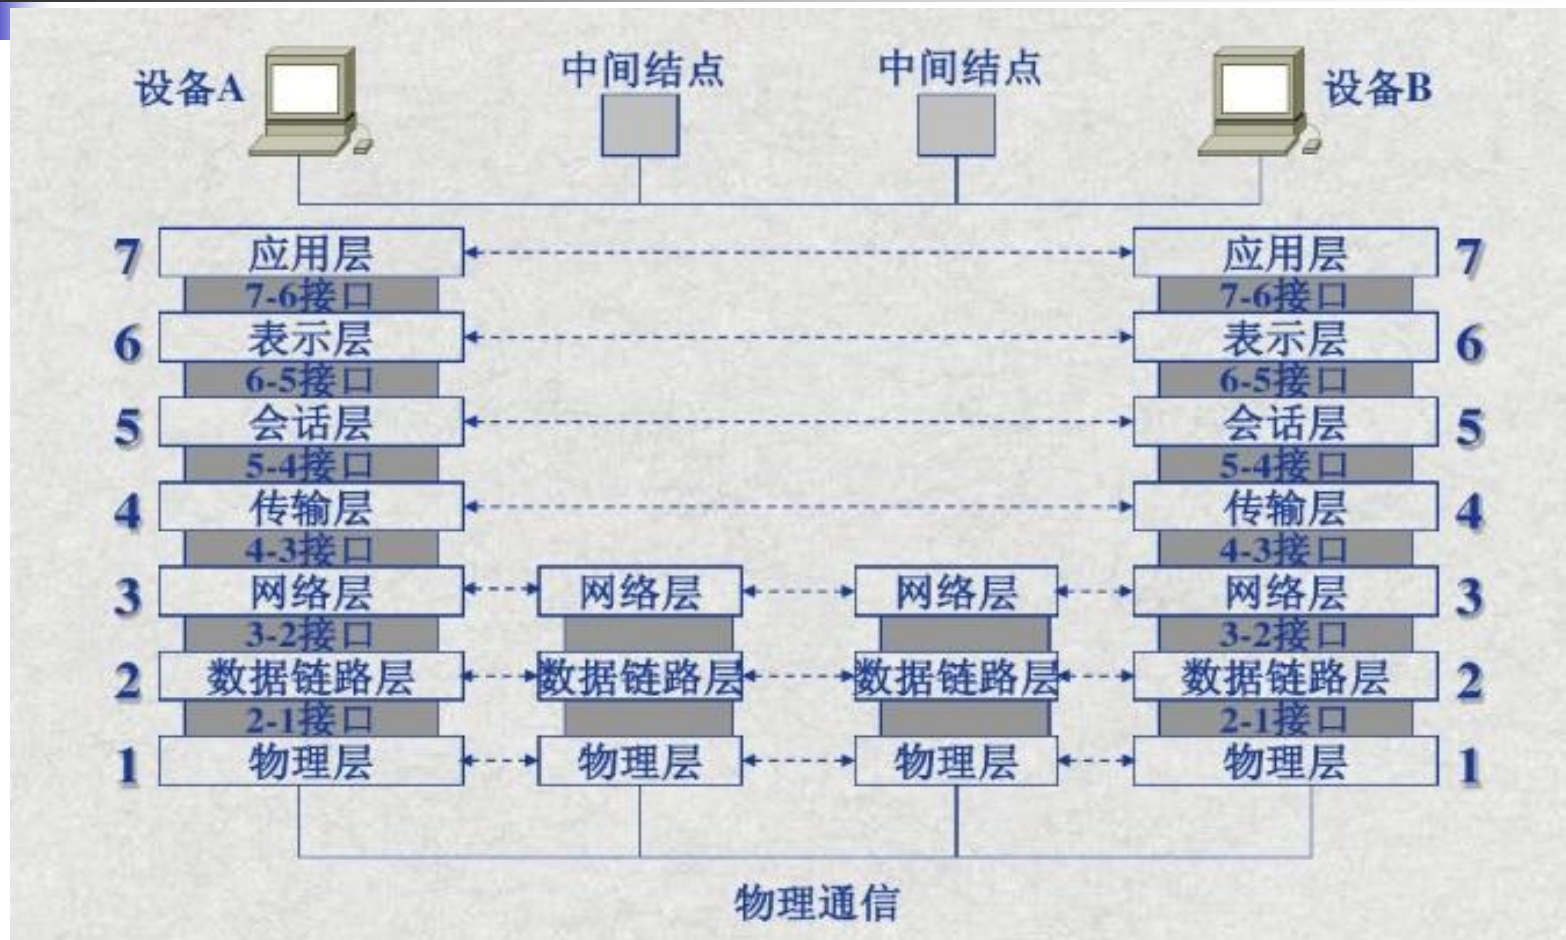 设备A
中间结点
中间结点
设备B
7 应用层 应用层 7
7-6接口 7-6接口
6 表示层 表示层 6
6-5接口 6-5接口
5 会话层 会话层 5
5-4接口 5-4接口
4 传输层 传输层 4
4-3接口 4-3接口
3 网络层 网络层 网络层 网络层 3
3-2接口 3-2接口
2 数据链路层 数据链路层 数据链路层 数据链路层 2
2-1接口 2-1接口
1 物理层 物理层 物理层 物理层 1
物理通信